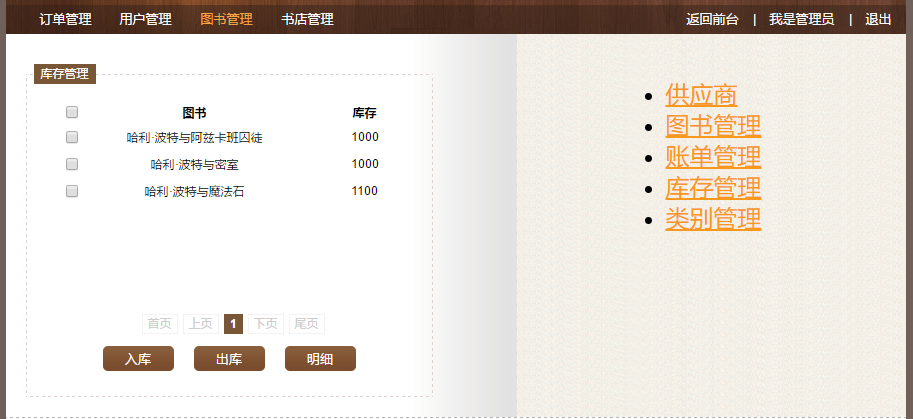 订单管理 用户管理 图书管理 书店管理 返回前台 | 我是管理员 | 退出
库存管理
图书 库存
哈利·波特与阿兹卡班囚徒 1000
哈利·波特与密室 1000
哈利·波特与魔法石 1100
首页 上页 1 下页 尾页
入库 出库 明细
供应商
图书管理
账单管理
库存管理
类别管理